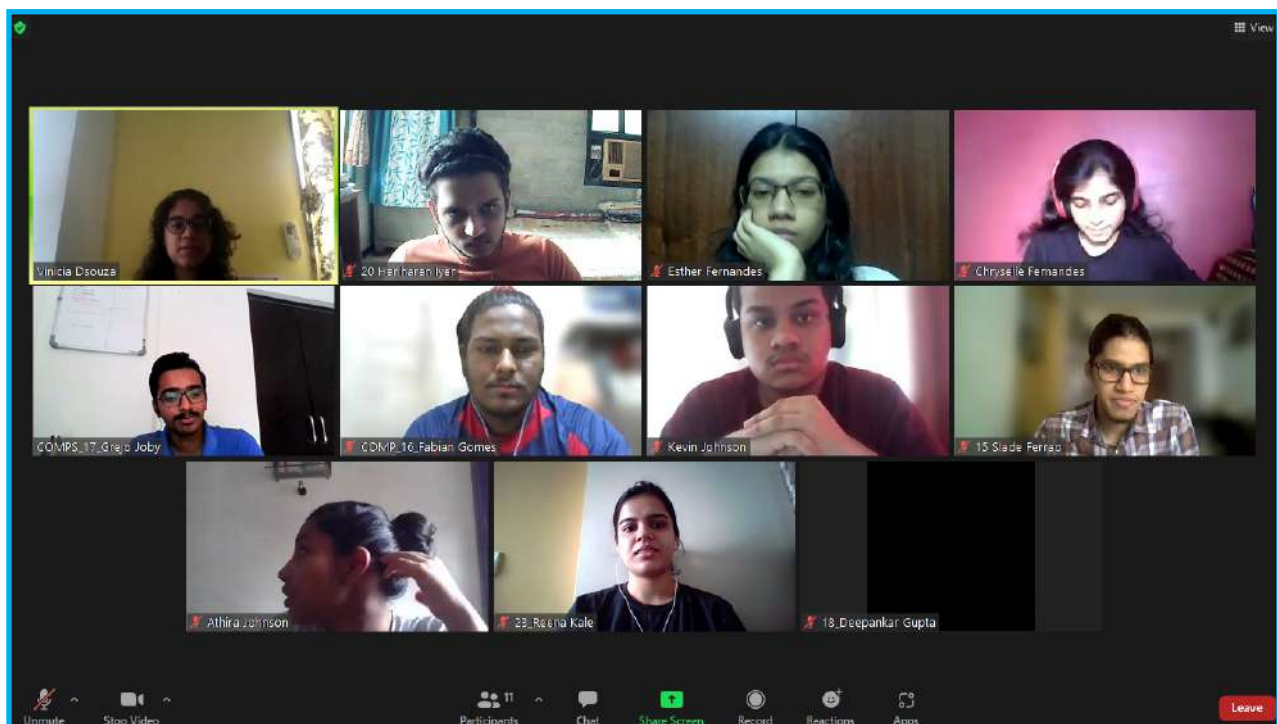 View
Vinicia Dsouza
20 Hariharan Iyer
Esther Fernandes
Chryselle Fernandes
COMPS_17_Grejo Joby
COMP_16_Fabian Gomes
Kevin Johnson
15 Slade Ferrao
Athira Johnson
23_Reena Kale
18_Deepankar Gupta
Unmute
Stop Video
11
Participants
Chat
Share Screen
Record
Reactions
Apps
Leave